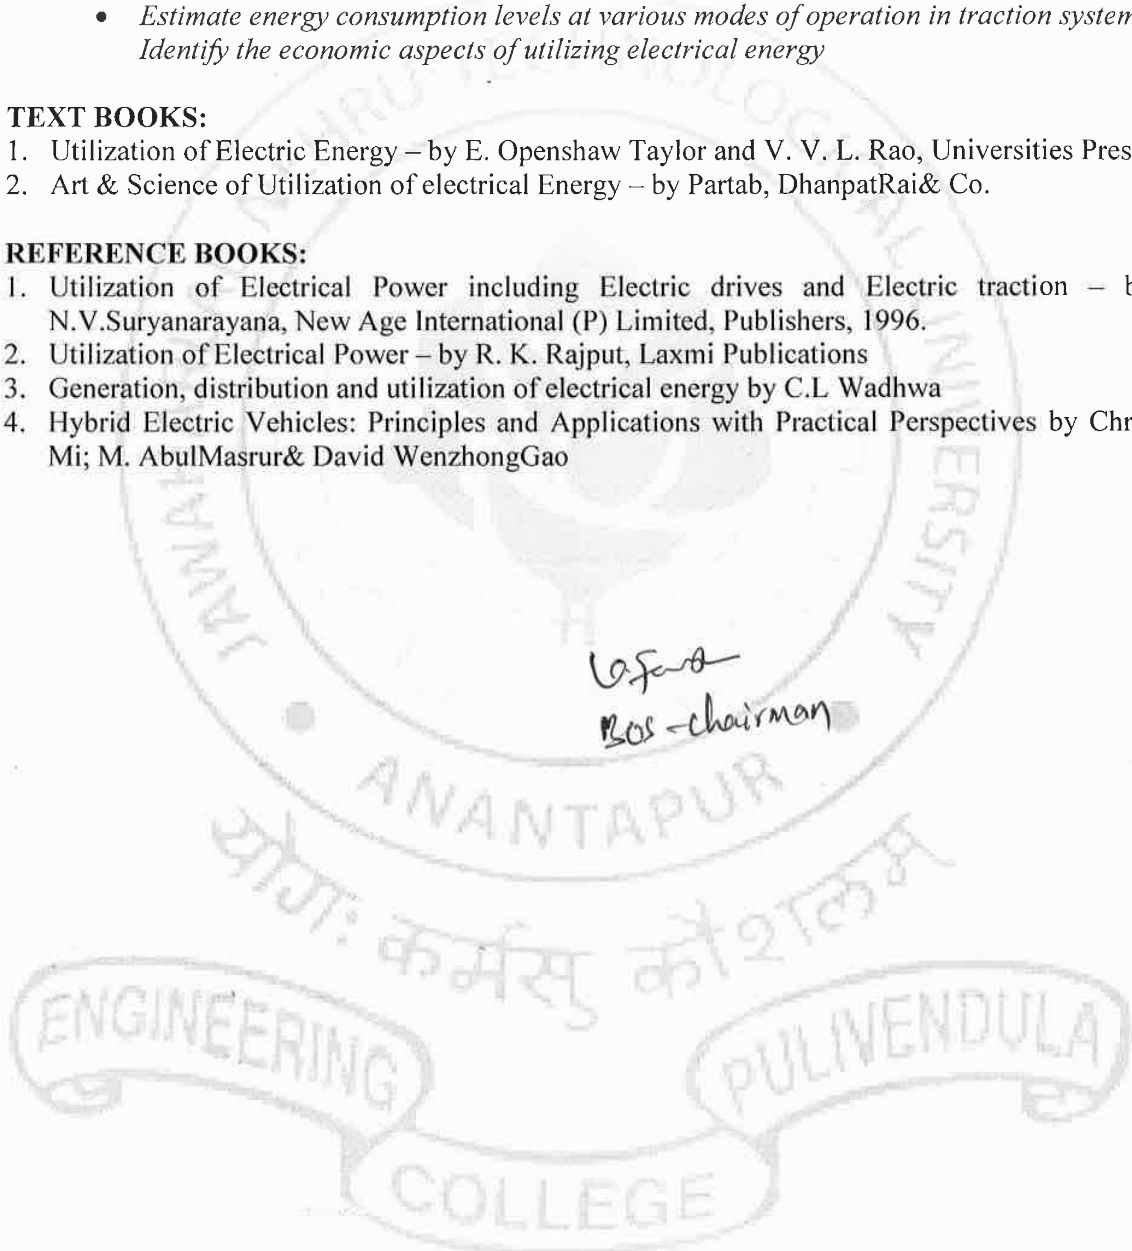 • Estimate energy consumption levels at various modes of operation in traction system
Identify the economic aspects of utilizing electrical energy
TEXT BOOKS:
1. Utilization of Electric Energy – by E. Openshaw Taylor and V. V. L. Rao, Universities Pres
2. Art & Science of Utilization of electrical Energy – by Partab, DhanpatRai& Co.
REFERENCE BOOKS:
1. Utilization of Electrical Power including Electric drives and Electric traction – b
N.V.Suryanarayana, New Age International (P) Limited, Publishers, 1996.
2. Utilization of Electrical Power – by R. K. Rajput, Laxmi Publications
3. Generation, distribution and utilization of electrical energy by C.L Wadhwa
4. Hybrid Electric Vehicles: Principles and Applications with Practical Perspectives by Chr
Mi; M. AbulMasrur& David WenzhongGao
BOS - chairman
ANANTAPUR
योगः कर्मसु कौशलम
ENGINEERING
PULIVENDULA
COLLEGE